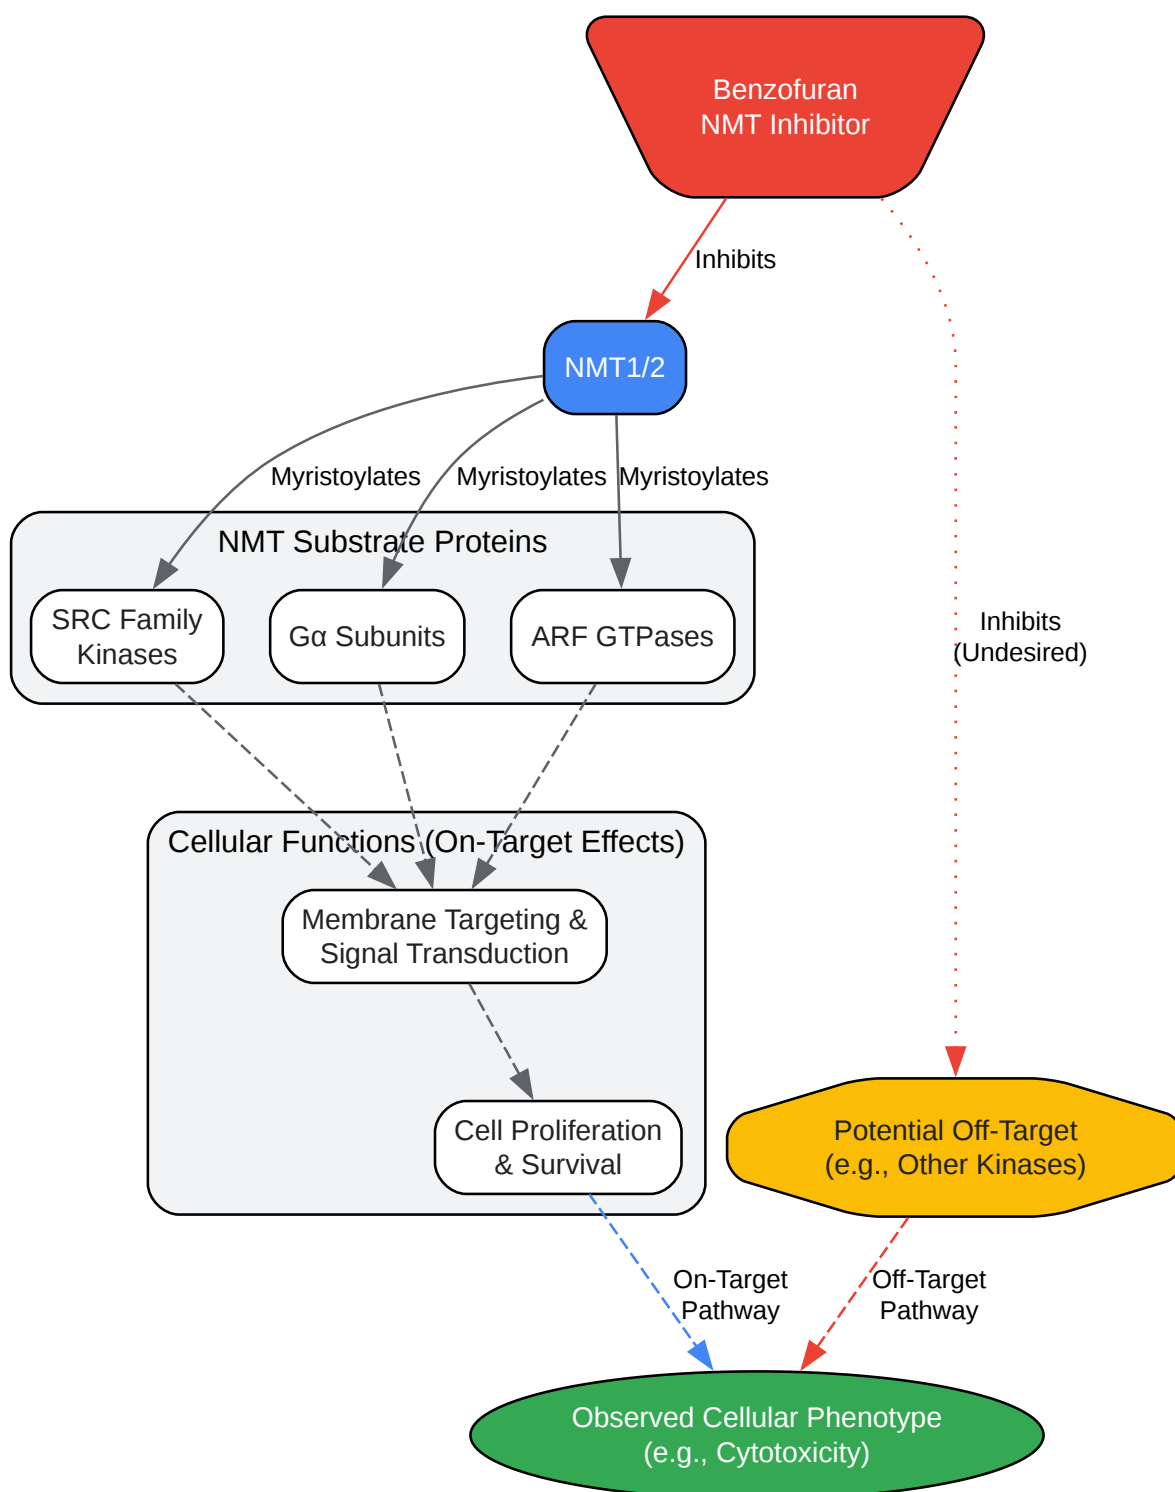 Benzofuran
NMT Inhibitor
Inhibits
NMT1/2
Myristoylates
Myristoylates
Myristoylates
NMT Substrate Proteins
SRC Family
Kinases
Gα Subunits
ARF GTPases
Inhibits
(Undesired)
Cellular Functions (On-Target Effects)
Membrane Targeting &
Signal Transduction
Cell Proliferation
& Survival
Potential Off-Target
(e.g., Other Kinases)
On-Target
Pathway
Off-Target
Pathway
Observed Cellular Phenotype
(e.g., Cytotoxicity)